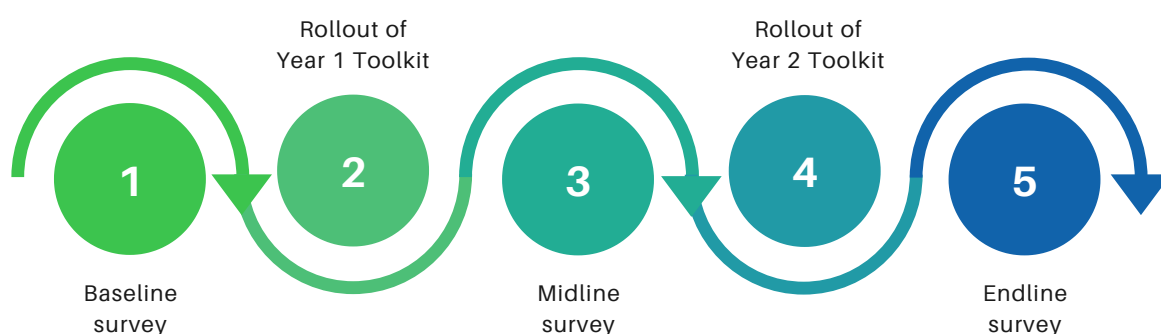 Rollout of
Year 1 Toolkit
Rollout of
Year 2 Toolkit
1
2
3
4
5
Baseline
survey
Midline
survey
Endline
survey